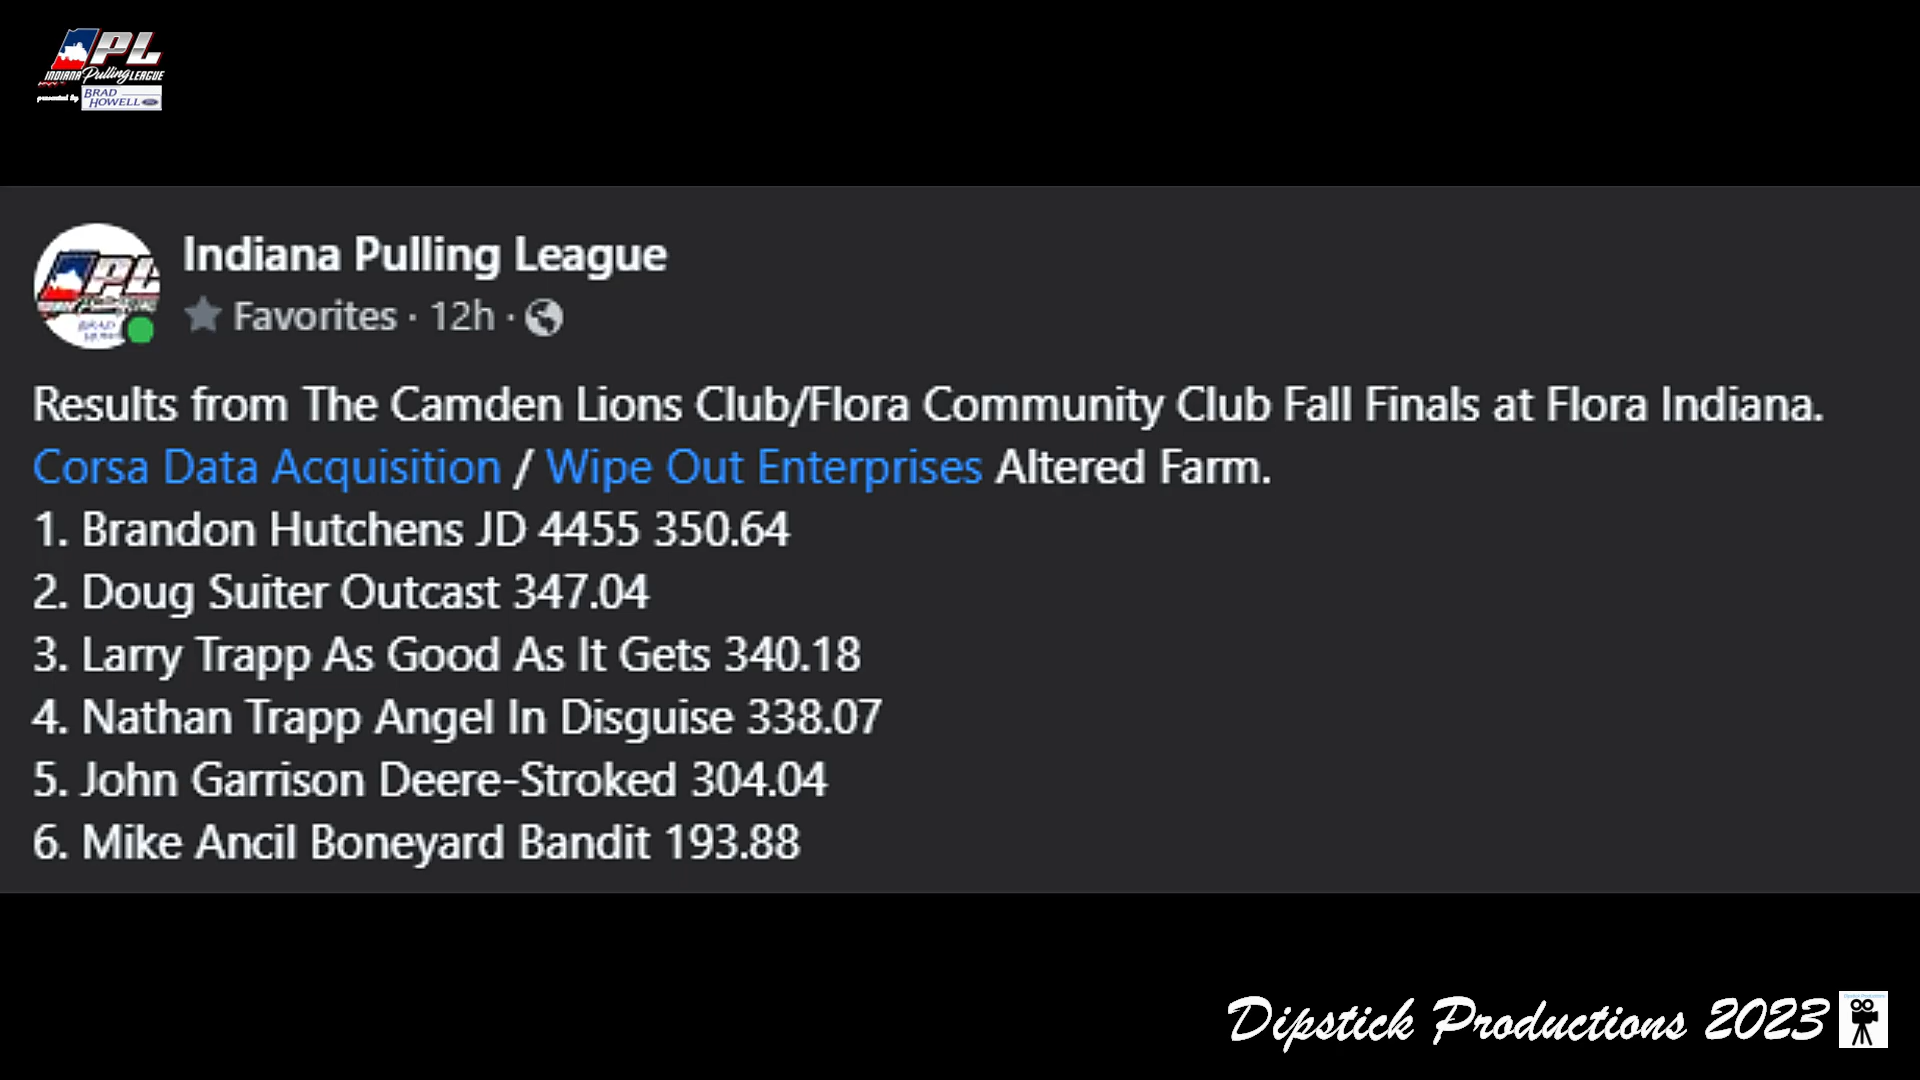 PL
INDIANA Pulling LEAGUE
presented by BRAD HOWELL
Indiana Pulling League
Favorites · 12h ·
Results from The Camden Lions Club/Flora Community Club Fall Finals at Flora Indiana.
Corsa Data Acquisition / Wipe Out Enterprises Altered Farm.
1. Brandon Hutchens JD 4455 350.64
2. Doug Suiter Outcast 347.04
3. Larry Trapp As Good As It Gets 340.18
4. Nathan Trapp Angel In Disguise 338.07
5. John Garrison Deere-Stroked 304.04
6. Mike Ancil Boneyard Bandit 193.88
Dipstick Productions 2023